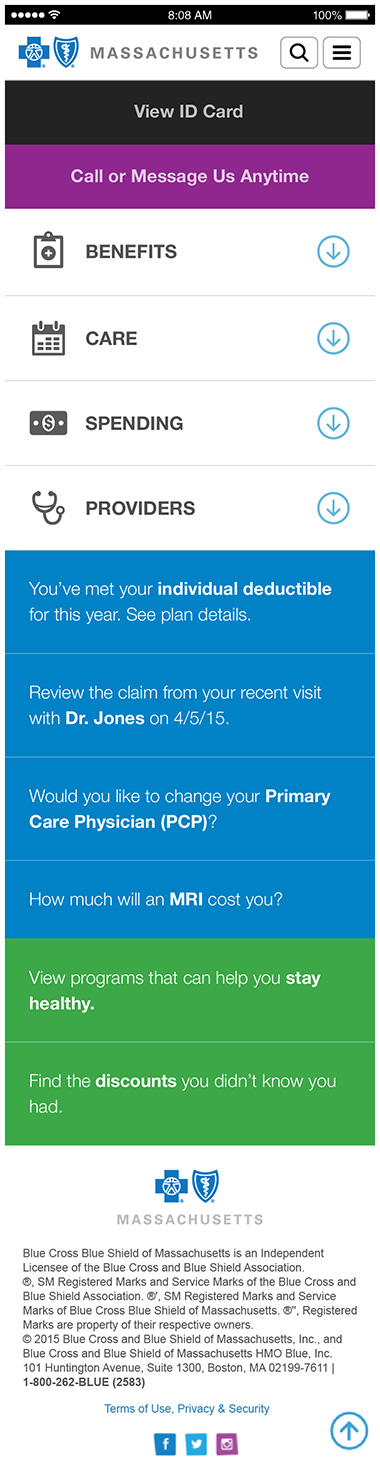 8:08 AM 100%
MASSACHUSETTS
View ID Card
Call or Message Us Anytime
BENEFITS
CARE
SPENDING
PROVIDERS
You’ve met your individual deductible
for this year. See plan details.
Review the claim from your recent visit
with Dr. Jones on 4/5/15.
Would you like to change your Primary
Care Physician (PCP)?
How much will an MRI cost you?
View programs that can help you stay
healthy.
Find the discounts you didn’t know you
had.
MASSACHUSETTS
Blue Cross Blue Shield of Massachusetts is an Independent
Licensee of the Blue Cross and Blue Shield Association.
®, SM Registered Marks and Service Marks of the Blue Cross and
Blue Shield Association. ®', SM Registered Marks and Service
Marks of Blue Cross Blue Shield of Massachusetts. ®", Registered
Marks are property of their respective owners.
© 2015 Blue Cross and Blue Shield of Massachusetts, Inc., and
Blue Cross and Blue Shield of Massachusetts HMO Blue, Inc.
101 Huntington Avenue, Suite 1300, Boston, MA 02199-7611 |
1-800-262-BLUE (2583)
Terms of Use, Privacy & Security